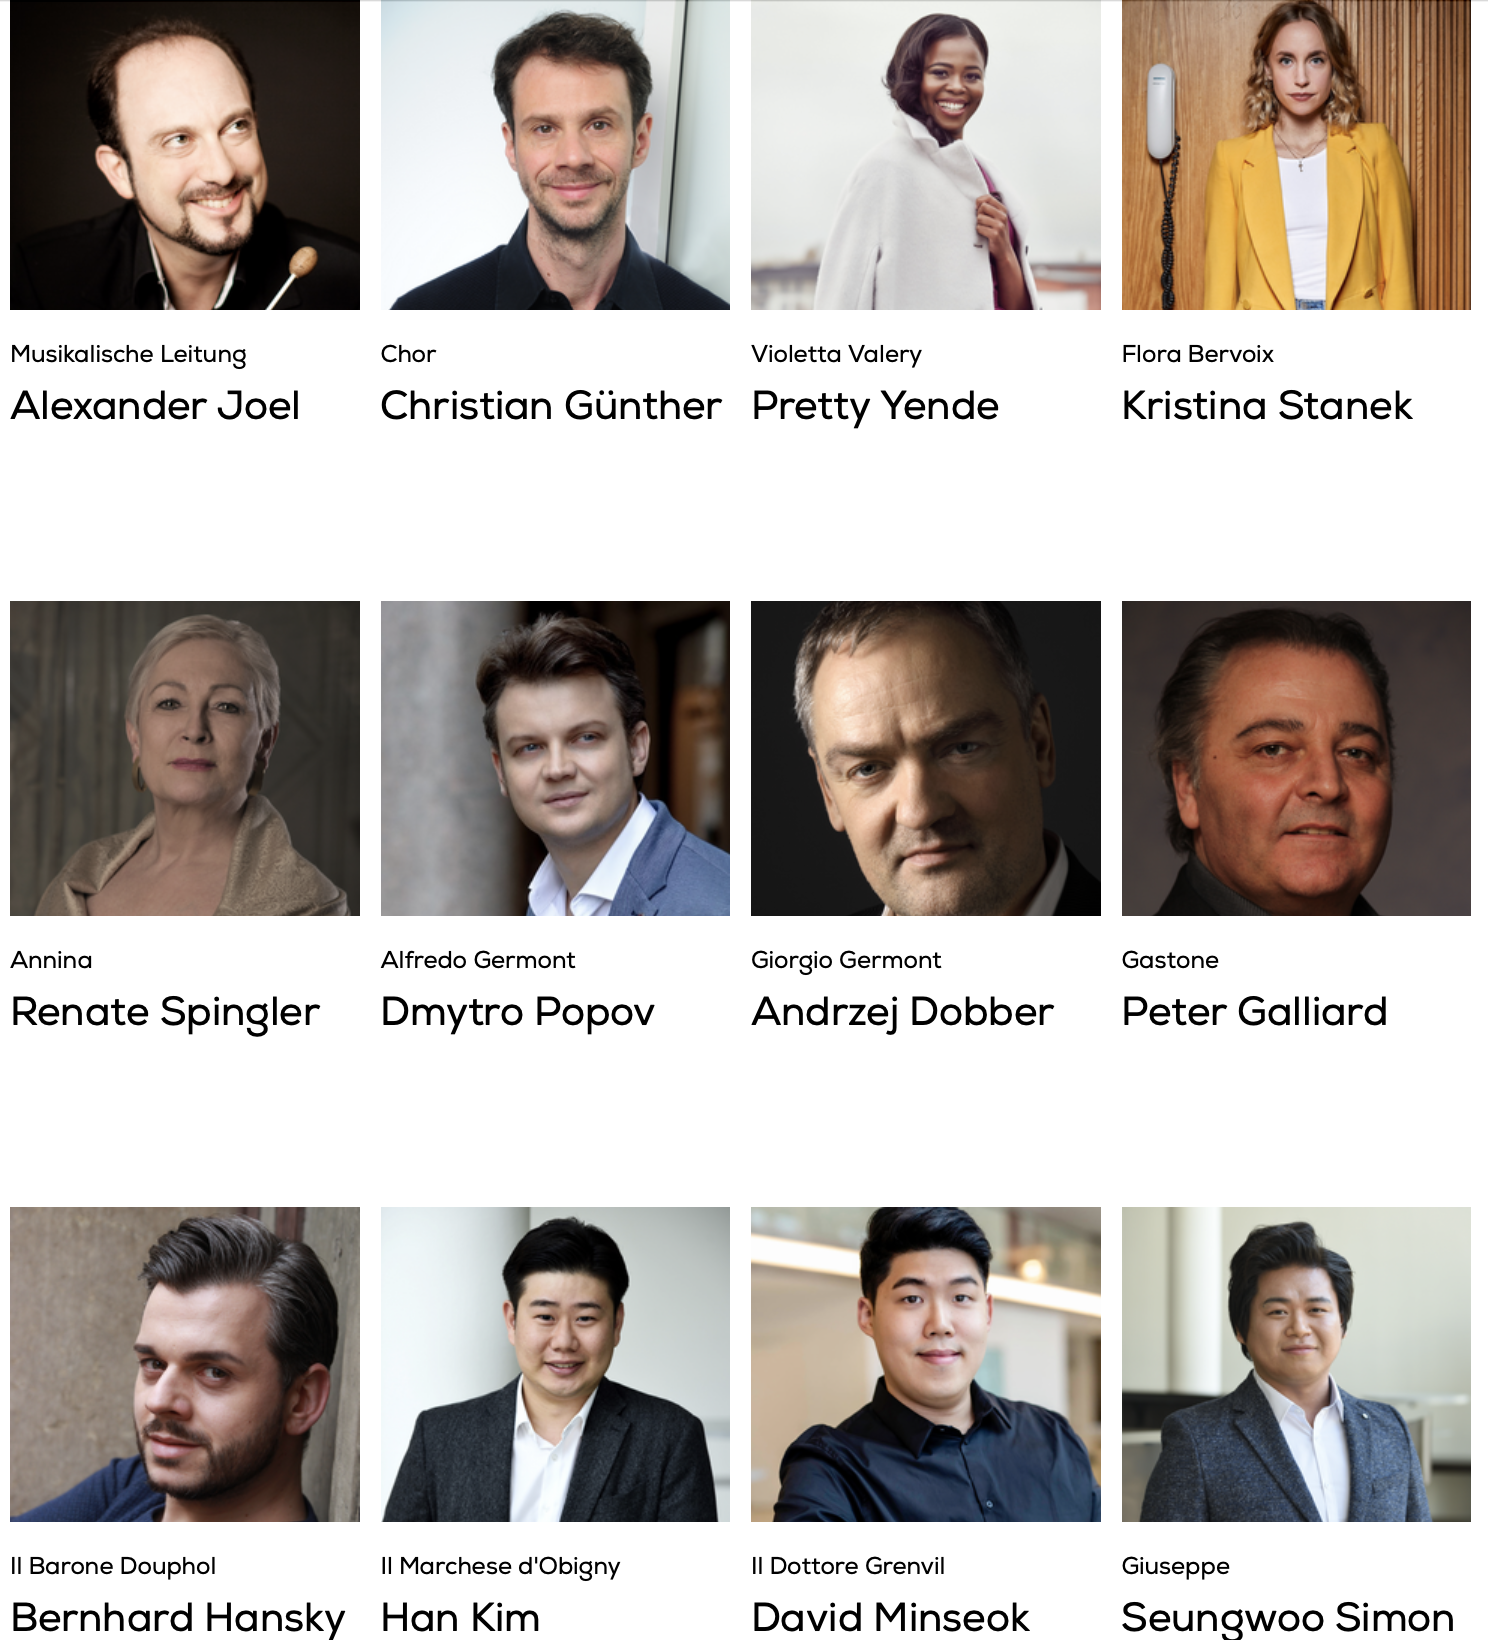 Musikalische Leitung
Alexander Joel
Chor
Christian Günther
Violetta Valery
Pretty Yende
Flora Bervoix
Kristina Stanek
Annina
Renate Spingler
Alfredo Germont
Dmytro Popov
Giorgio Germont
Andrzej Dobber
Gastone
Peter Galliard
Il Barone Douphol
Bernhard Hansky
Il Marchese d'Obigny
Han Kim
Il Dottore Grenvil
David Minseok
Giuseppe
Seungwoo Simon